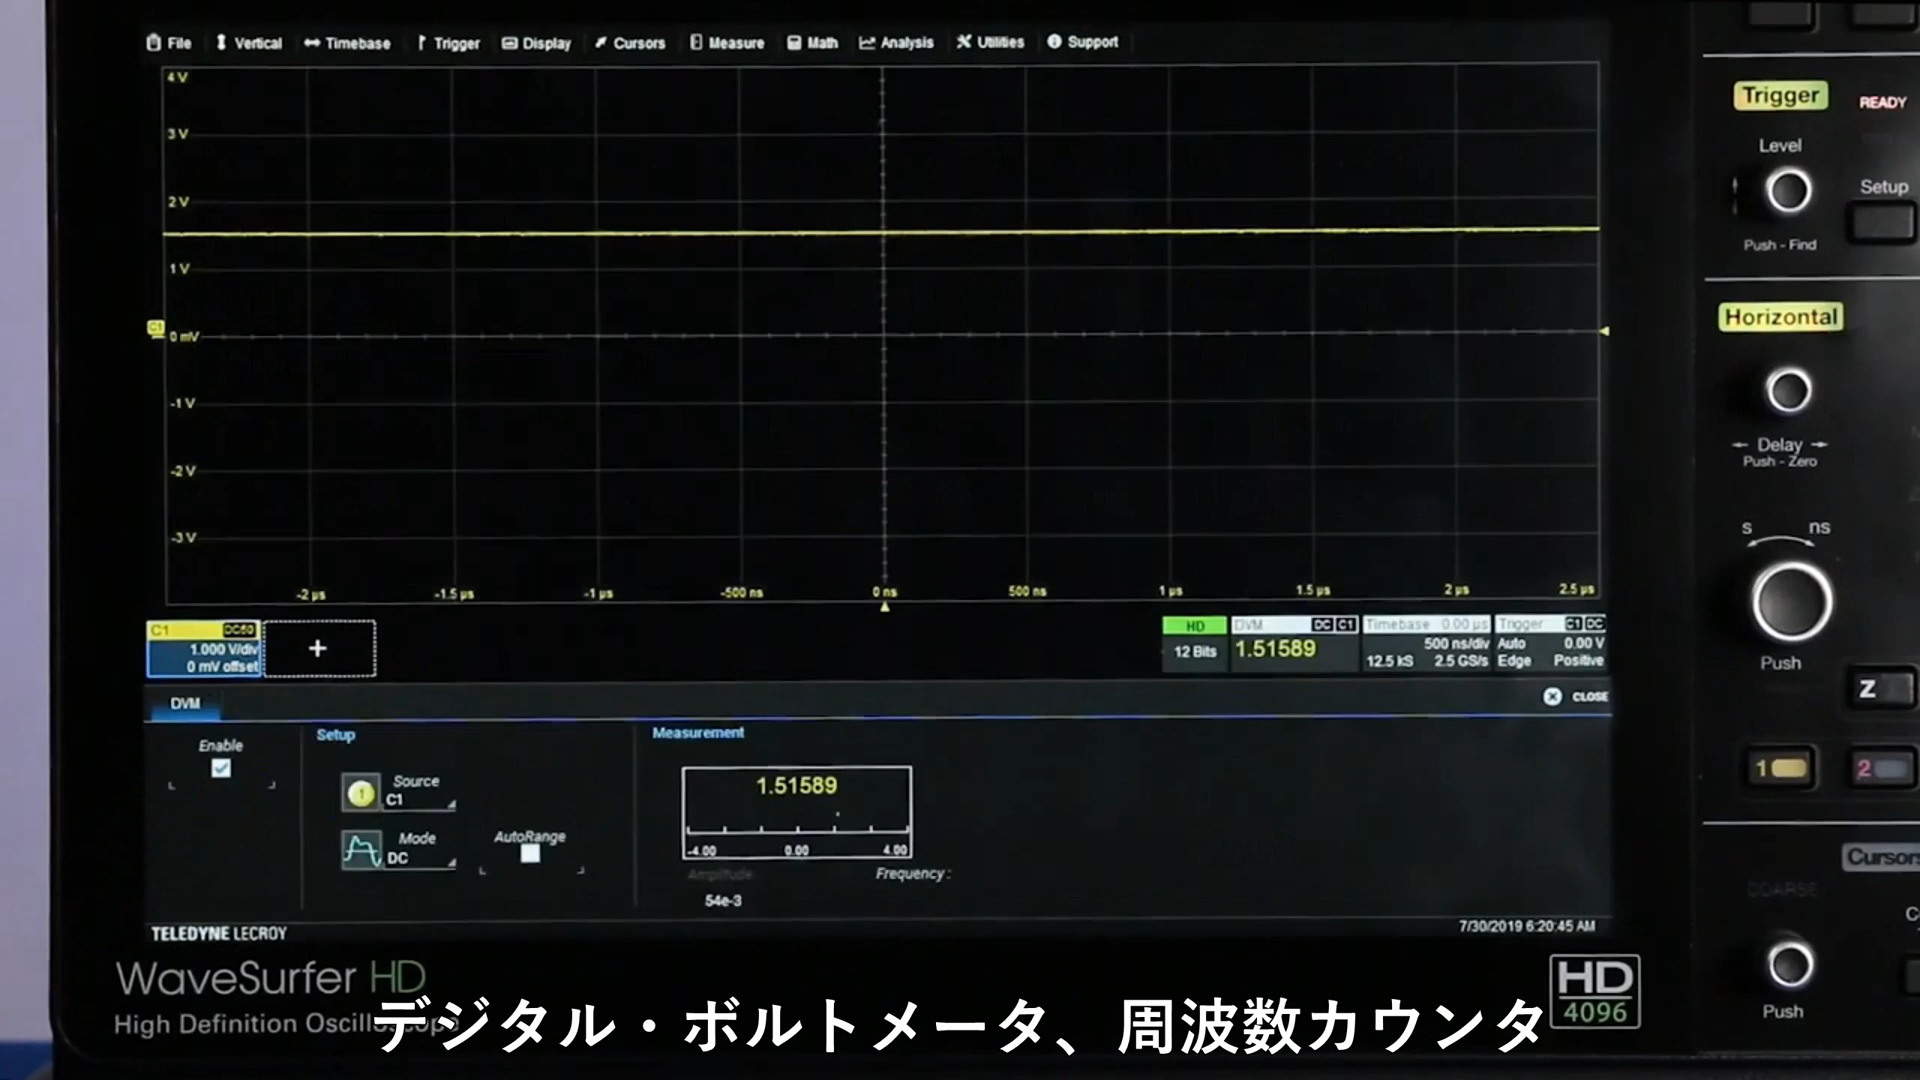 File Vertical Timebase Trigger Display Cursors Measure Math Analysis Utilities Support
4 V
3 V
2 V
1 V
C1
0 mV
-1 V
-2 V
-3 V
-2 µs -1.5 µs -1 µs -500 ns 0 ns 500 ns 1 µs 1.5 µs 2 µs 2.5 µs
C1 DC50
1.000 V/div
0 mV offset
+
HD
12 Bits
DVM DC C1
1.51589
Timebase 0.00 µs
500 ns/div
12.5 kS 2.5 GS/s
Trigger C1 DC
Auto 0.00 V
Edge Positive
DVM
CLOSE
Enable
Setup
Source
C1
Mode
DC
AutoRange
Measurement
1.51589
-4.00 0.00 4.00
Amplitude
Frequency :
54e-3
TELEDYNE LECROY
7/30/2019 6:20:45 AM
WaveSurfer HD
High Definition Oscilloscope
HD
4096
デジタル・ボルトメータ、周波数カウンタ
Trigger
READY
Level
Setup
Push - Find
Horizontal
Delay
Push - Zero
s ns
Push
Z
1
2
Cursors
COARSE
Push